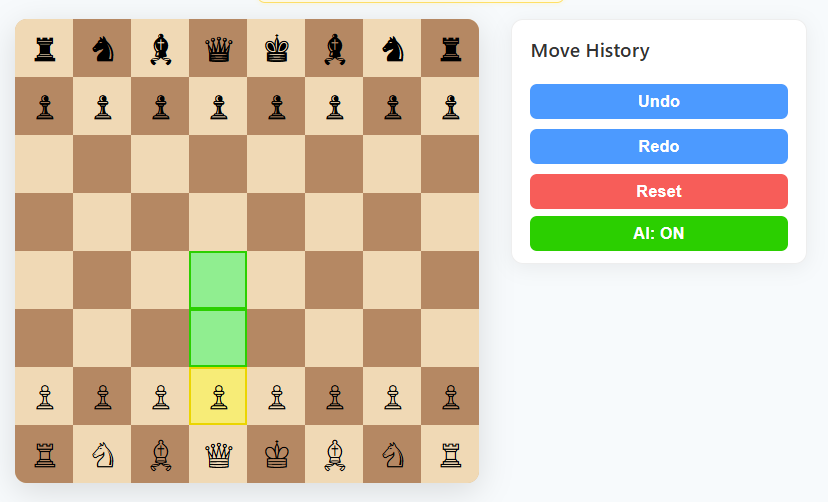 Move History
Undo
Redo
Reset
AI: ON